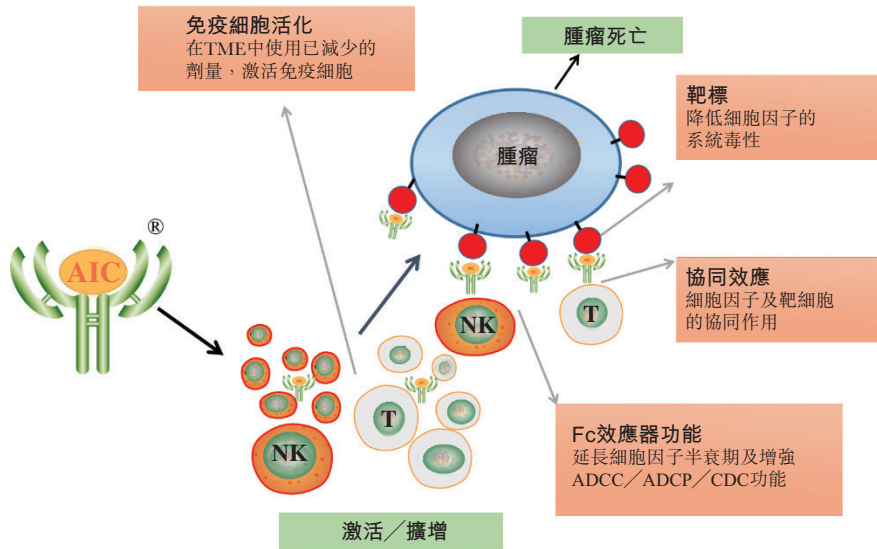 免疫細胞活化
在TME中使用已減少的
劑量，激活免疫細胞
腫瘤死亡
靶標
降低細胞因子的
系統毒性
腫瘤
®
AIC
協同效應
細胞因子及靶細胞
的協同作用
T
NK
T
NK
Fc效應器功能
延長細胞因子半衰期及增強
ADCC／ADCP／CDC功能
激活／擴增